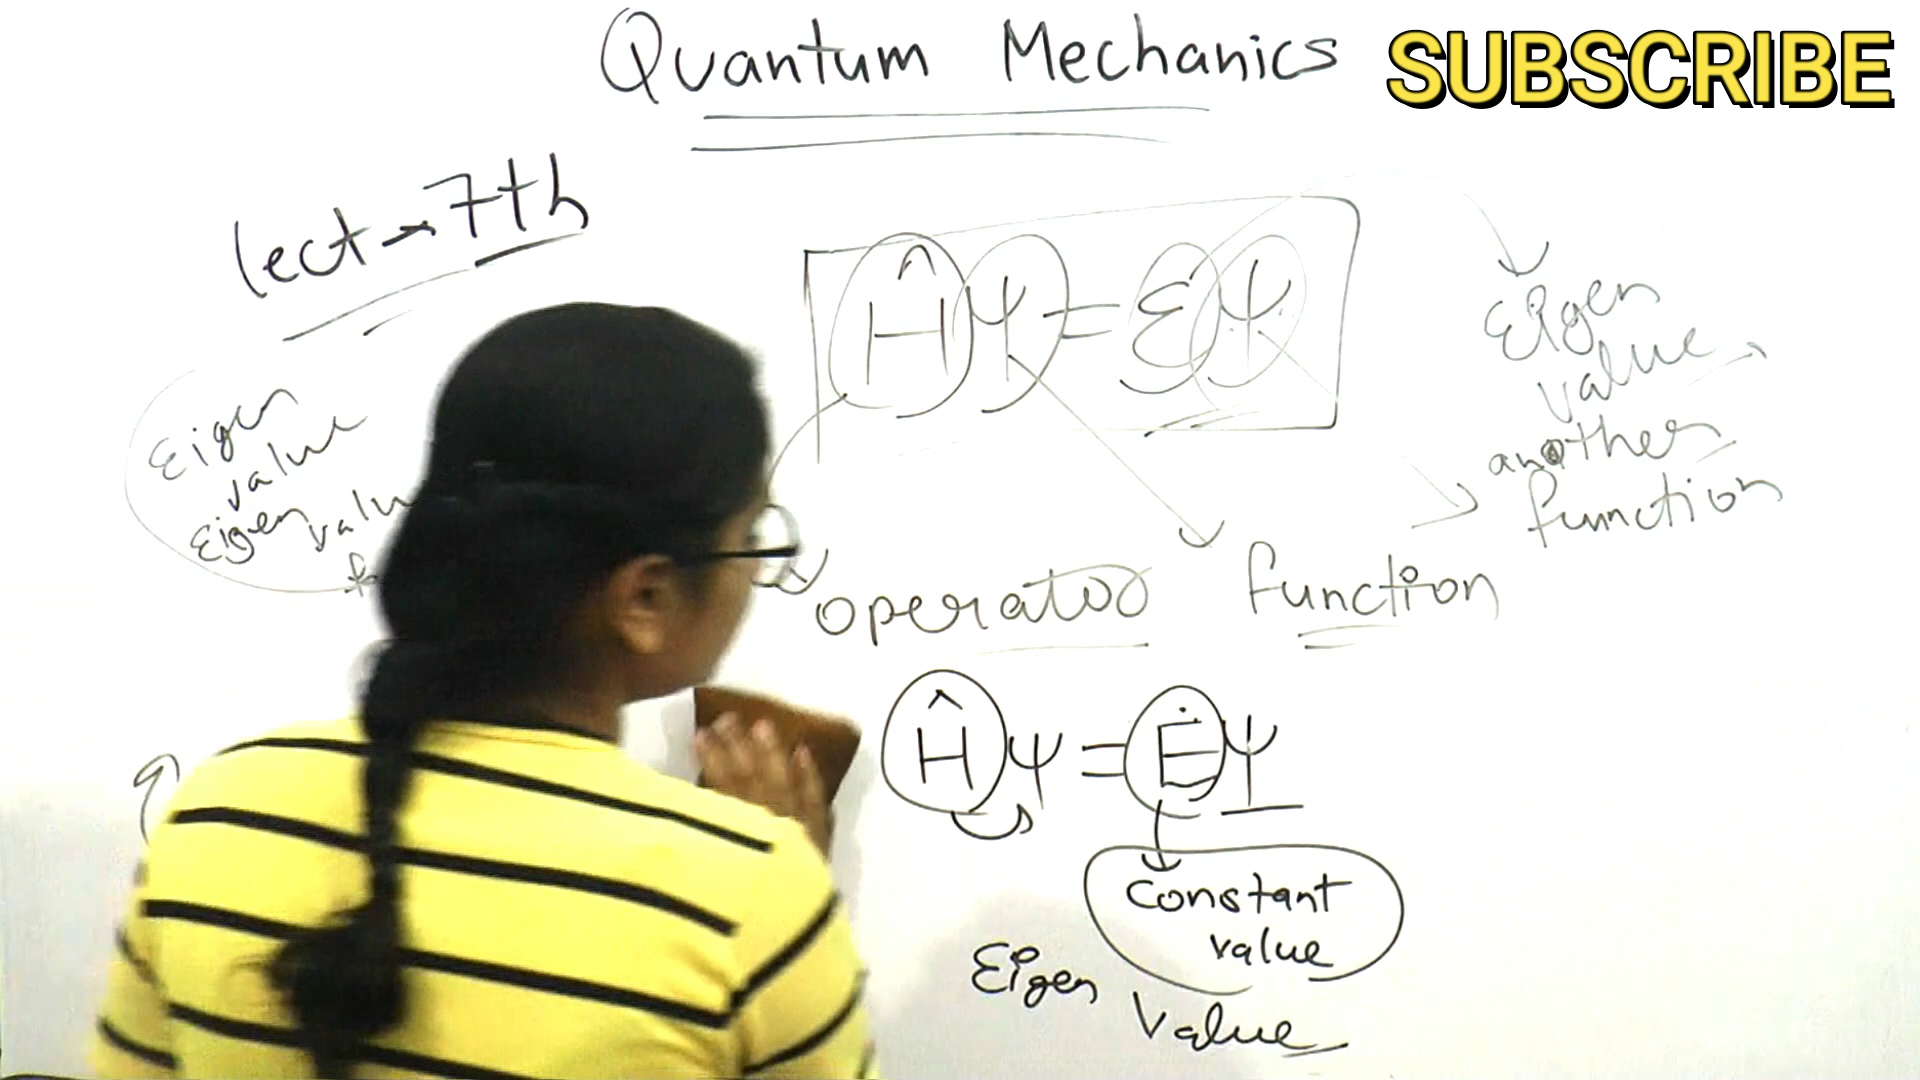 Quantum Mechanics
SUBSCRIBE
lect → 7th
Ĥψ = Eψ
Eigen
value
another
function
Eigen
value
Eigen value
operator
function
Ĥψ = Eψ
Constant
value
Eigen
Value